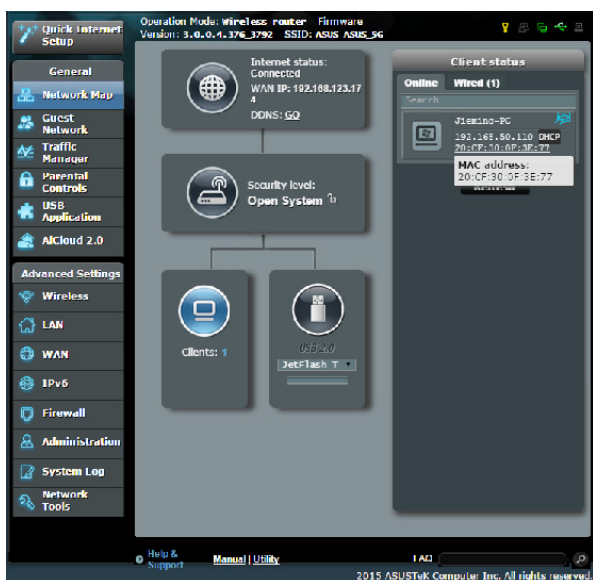 Quick Internet
Setup
Operation Mode: Wireless router Firmware
Version: 3.0.0.4.376_3792 SSID: ASUS ASUS_5G
General
Network Map
Guest
Network
Traffic
Manager
Parental
Controls
USB
Application
AiCloud 2.0
Advanced Settings
Wireless
LAN
WAN
IPv6
Firewall
Administration
System Log
Network
Tools
Internet status:
Connected
WAN IP: 192.168.123.17
4
DDNS: GO
Security level:
Open System
Clients: 1
USB 2.0
JetFlash T
Client status
Online Wired (1)
Search
Jieming-PC
192.168.50.110 DHCP
20:CF:30:0F:3E:77
MAC address:
20:CF:30:0F:3E:77
Refresh
Help &
Support
Manual | Utility
FAQ
2015 ASUSTeK Computer Inc. All rights reserved.